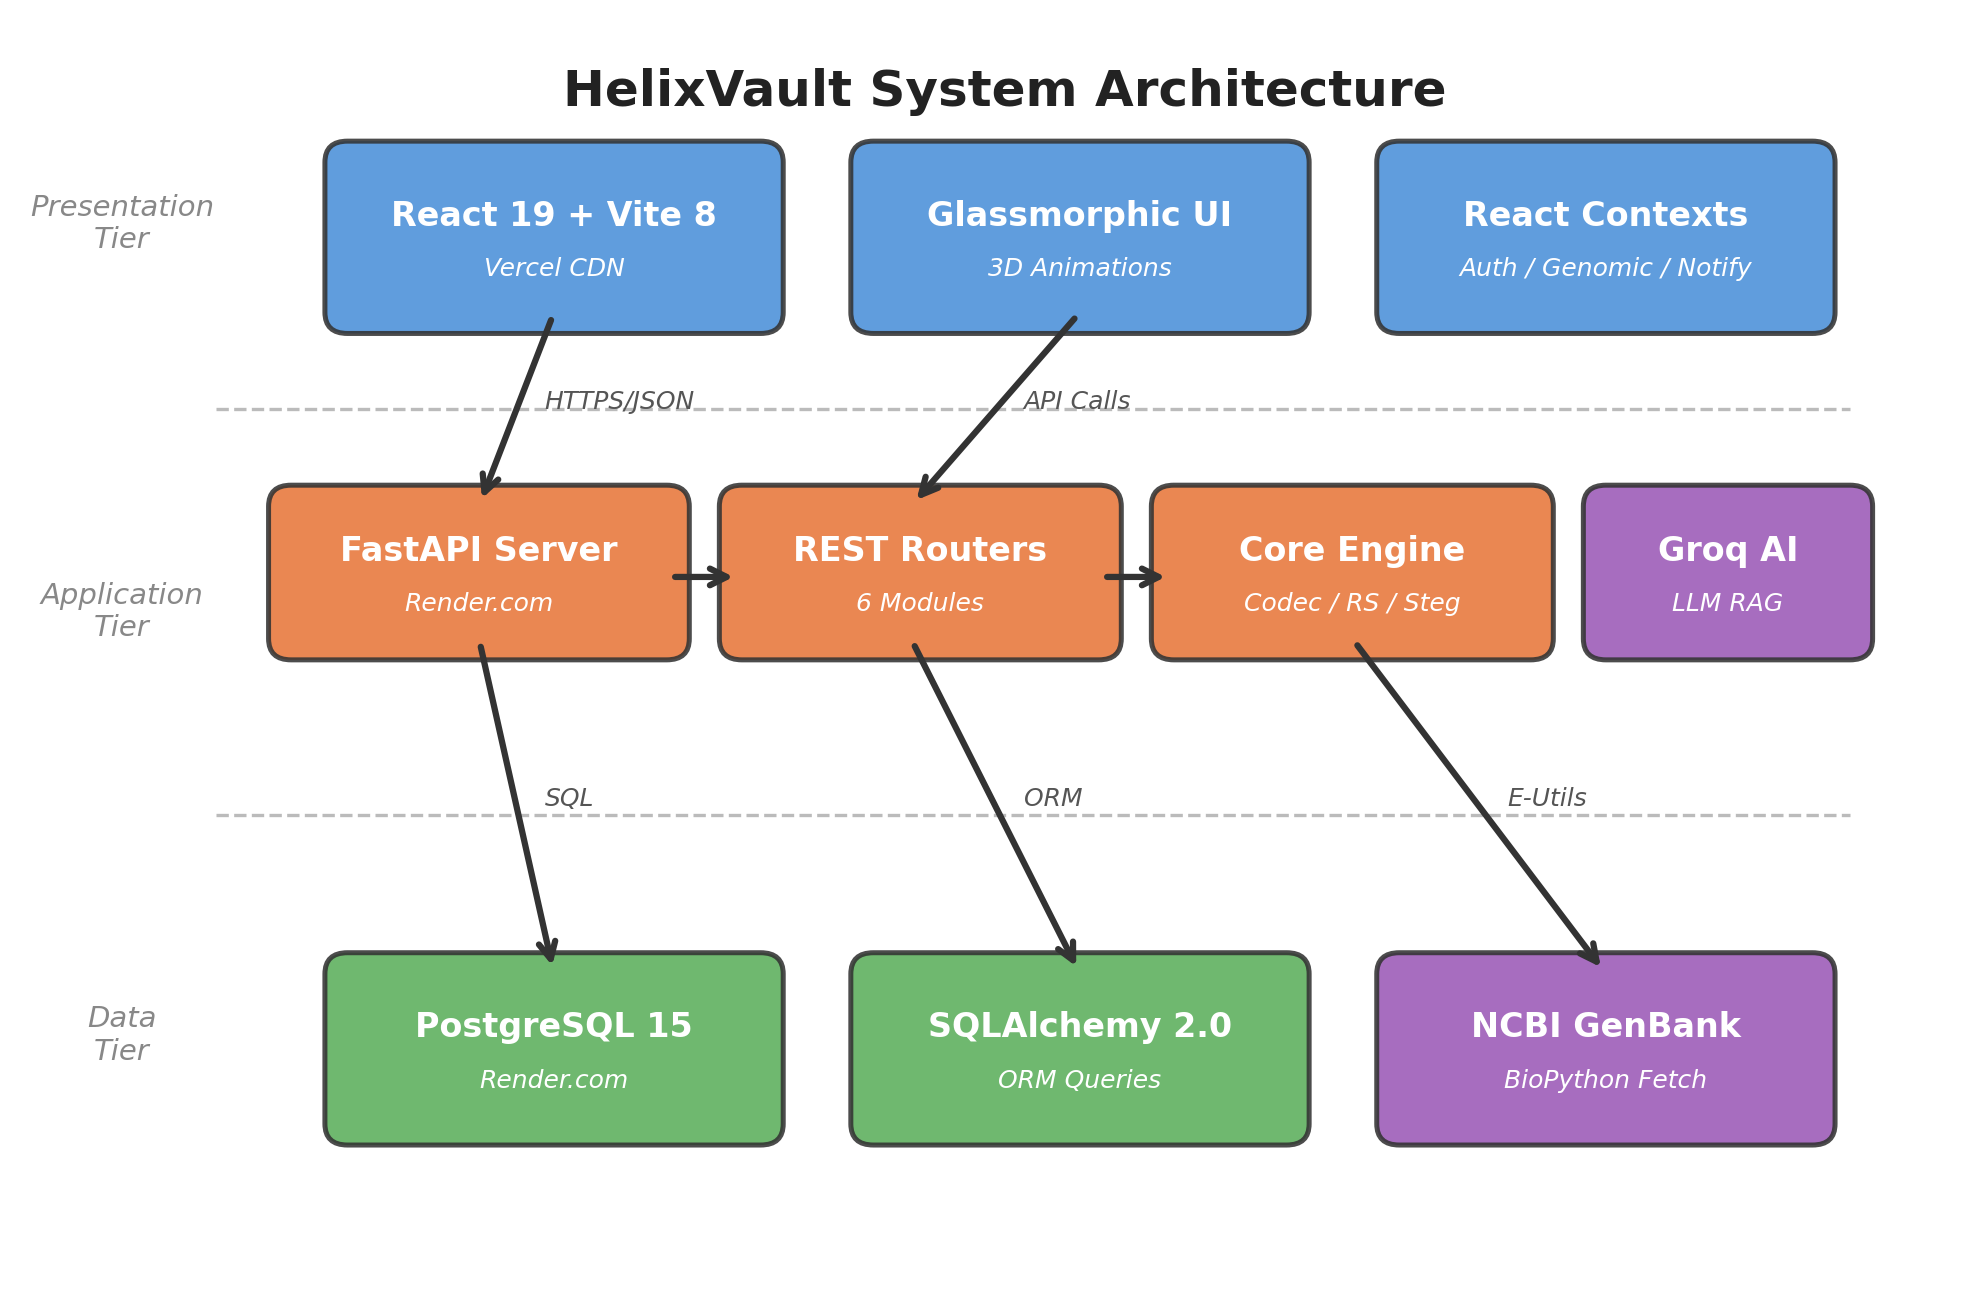 HelixVault System Architecture
Presentation
Tier
React 19 + Vite 8
Vercel CDN
Glassmorphic UI
3D Animations
React Contexts
Auth / Genomic / Notify
HTTPS/JSON
API Calls
Application
Tier
FastAPI Server
Render.com
REST Routers
6 Modules
Core Engine
Codec / RS / Steg
Groq AI
LLM RAG
SQL
ORM
E-Utils
Data
Tier
PostgreSQL 15
Render.com
SQLAlchemy 2.0
ORM Queries
NCBI GenBank
BioPython Fetch